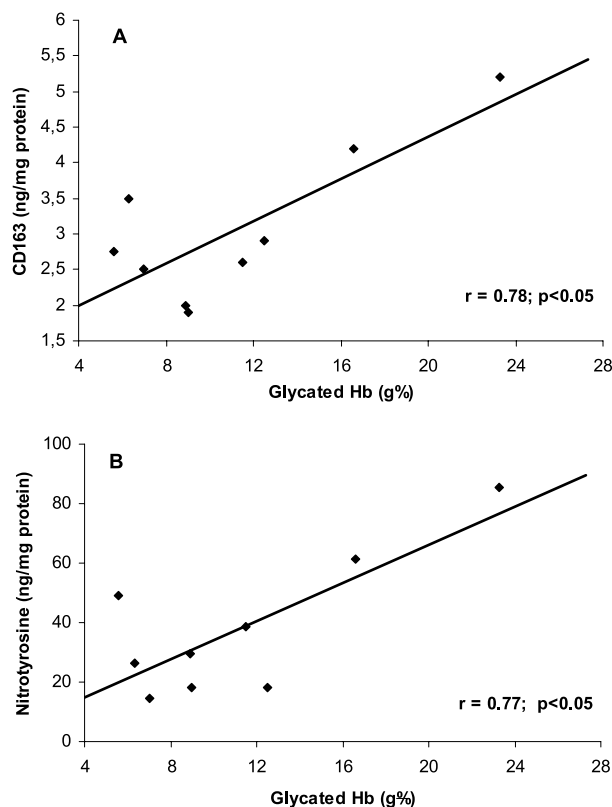 A
6
5,5
5
4,5
4
3,5
3
2,5
2
1,5
CD163 (ng/mg protein)
r = 0.78; p<0.05
4 8 12 16 20 24 28
Glycated Hb (g%)
B
100
80
60
40
20
0
Nitrotyrosine (ng/mg protein)
r = 0.77; p<0.05
4 8 12 16 20 24 28
Glycated Hb (g%)